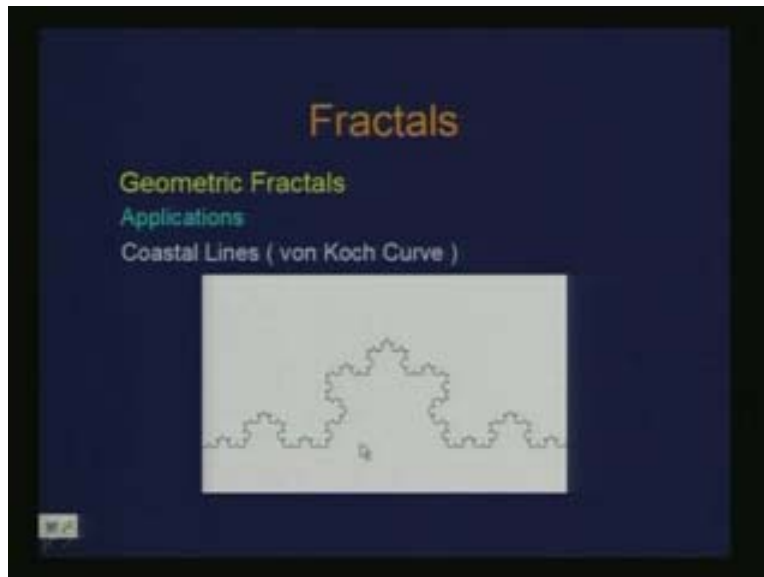 Fractals
Geometric Fractals
Applications
Coastal Lines ( von Koch Curve )